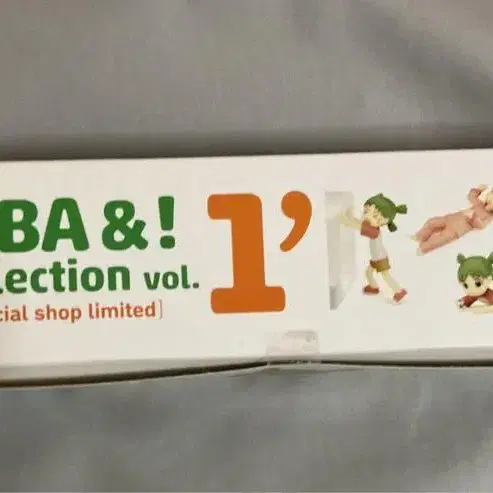 BA &! 1’
lection vol.
cial shop limited]